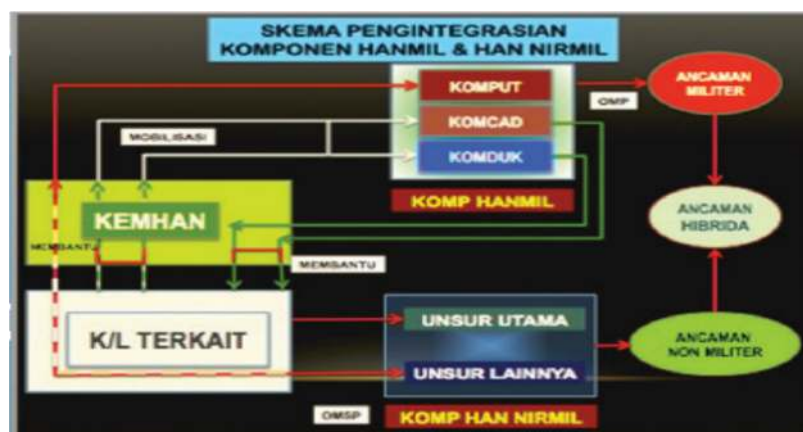 SKEMA PENGINTEGRASIAN
KOMPONEN HANMIL & HAN NIRMIL
KOMPUT
KOMCAD
KOMDUK
OMP
ANCAMAN
MILITER
MOBILISASI
KOMP HANMIL
ANCAMAN
HIBRIDA
KEMHAN
MEMBANTU
MEMBANTU
K/L TERKAIT
UNSUR UTAMA
UNSUR LAINNYA
ANCAMAN
NON MILITER
OMSP
KOMP HAN NIRMIL